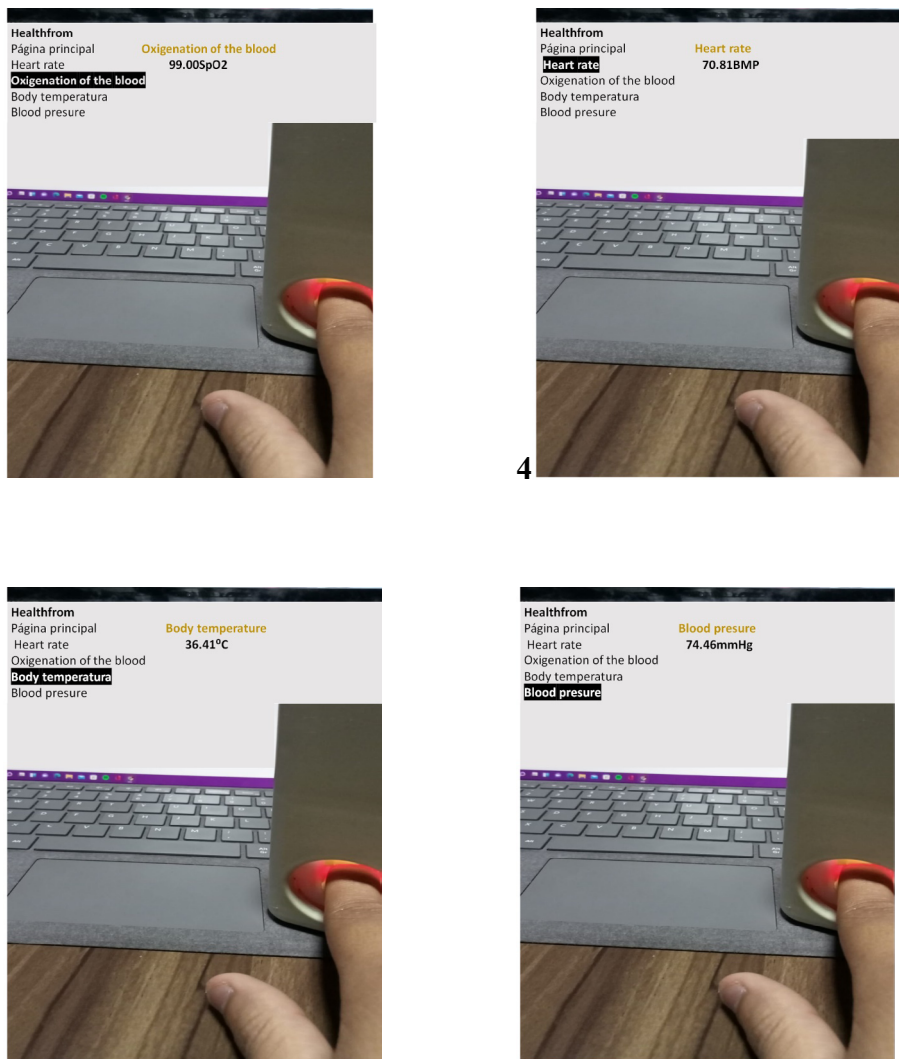 Healthfrom
Página principal
Oxigenation of the blood
Heart rate
99.00SpO2
Oxigenation of the blood
Body temperatura
Blood presure
Healthfrom
Página principal
Heart rate
Heart rate
70.81BMP
Oxigenation of the blood
Body temperatura
Blood presure
4
Healthfrom
Página principal
Body temperature
Heart rate
36.41ºC
Oxigenation of the blood
Body temperatura
Blood presure
Healthfrom
Página principal
Blood presure
Heart rate
74.46mmHg
Oxigenation of the blood
Body temperatura
Blood presure